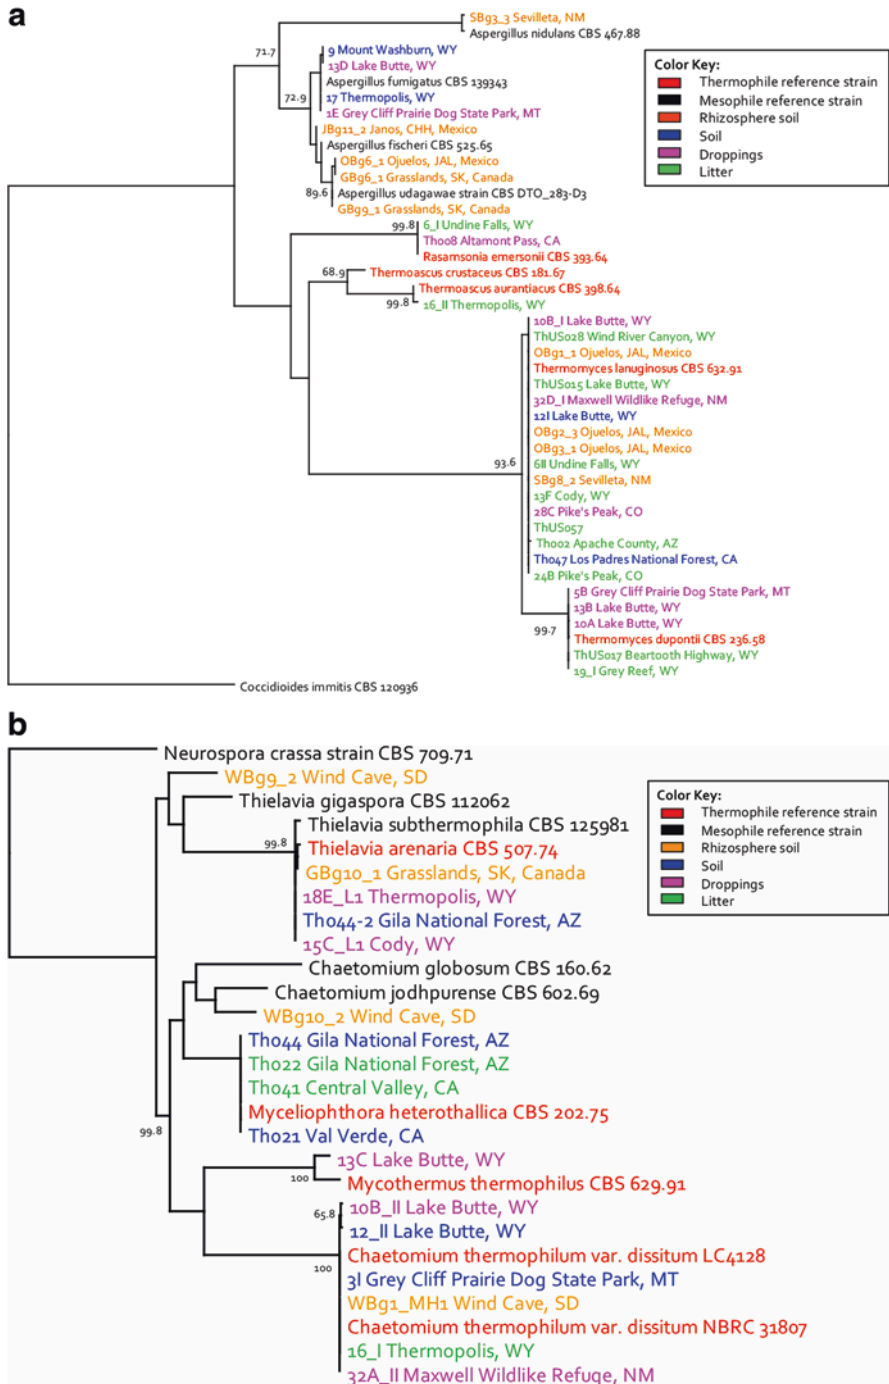 a
SBg3_3 Sevilleta, NM
Aspergillus nidulans CBS 467.88
71.7
9 Mount Washburn, WY
13D Lake Butte, WY
Aspergillus fumigatus CBS 139343
72.9
17 Thermopolis, WY
1E Grey Cliff Prairie Dog State Park, MT
JBg11_2 Janos, CHH, Mexico
Aspergillus fischeri CBS 525.65
OBg6_1 Ojuelos, JAL, Mexico
GBg6_1 Grasslands, SK, Canada
89.6
Aspergillus udagawae strain CBS DTO_283-D3
GBg9_1 Grasslands, SK, Canada
99.8
6_I Undine Falls, WY
Th008 Altamont Pass, CA
Rasamsonia emersonii CBS 393.64
68.9
Thermoascus crustaceus CBS 181.67
Thermoascus aurantiacus CBS 398.64
99.8
16_II Thermopolis, WY
10B_I Lake Butte, WY
ThUS028 Wind River Canyon, WY
OBg1_1 Ojuelos, JAL, Mexico
Thermomyces lanuginosus CBS 632.91
ThUS015 Lake Butte, WY
32D_I Maxwell Wildlike Refuge, NM
12I Lake Butte, WY
OBg2_3 Ojuelos, JAL, Mexico
OBg3_1 Ojuelos, JAL, Mexico
93.6
6II Undine Falls, WY
SBg8_2 Sevilleta, NM
13F Cody, WY
28C Pike's Peak, CO
ThUS057
Th002 Apache County, AZ
Th047 Los Padres National Forest, CA
24B Pike's Peak, CO
5B Grey Cliff Prairie Dog State Park, MT
13B Lake Butte, WY
10A Lake Butte, WY
99.7
Thermomyces dupontii CBS 236.58
ThUS017 Beartooth Highway, WY
19_I Grey Reef, WY
Coccidioides immitis CBS 120936
Color Key:
Thermophile reference strain
Mesophile reference strain
Rhizosphere soil
Soil
Droppings
Litter
b
Neurospora crassa strain CBS 709.71
WBg9_2 Wind Cave, SD
Thielavia gigaspora CBS 112062
Thielavia subthermophila CBS 125981
99.8
Thielavia arenaria CBS 507.74
GBg10_1 Grasslands, SK, Canada
18E_L1 Thermopolis, WY
Th044-2 Gila National Forest, AZ
15C_L1 Cody, WY
Chaetomium globosum CBS 160.62
Chaetomium jodhpurense CBS 602.69
WBg10_2 Wind Cave, SD
Th044 Gila National Forest, AZ
Th022 Gila National Forest, AZ
Th041 Central Valley, CA
Myceliophthora heterothallica CBS 202.75
99.8
Th021 Val Verde, CA
13C Lake Butte, WY
100
Mycothermus thermophilus CBS 629.91
65.8
10B_II Lake Butte, WY
12_II Lake Butte, WY
100
Chaetomium thermophilum var. dissitum LC4128
3I Grey Cliff Prairie Dog State Park, MT
WBg1_MH1 Wind Cave, SD
Chaetomium thermophilum var. dissitum NBRC 31807
16_I Thermopolis, WY
32A_II Maxwell Wildlike Refuge, NM
Color Key:
Thermophile reference strain
Mesophile reference strain
Rhizosphere soil
Soil
Droppings
Litter